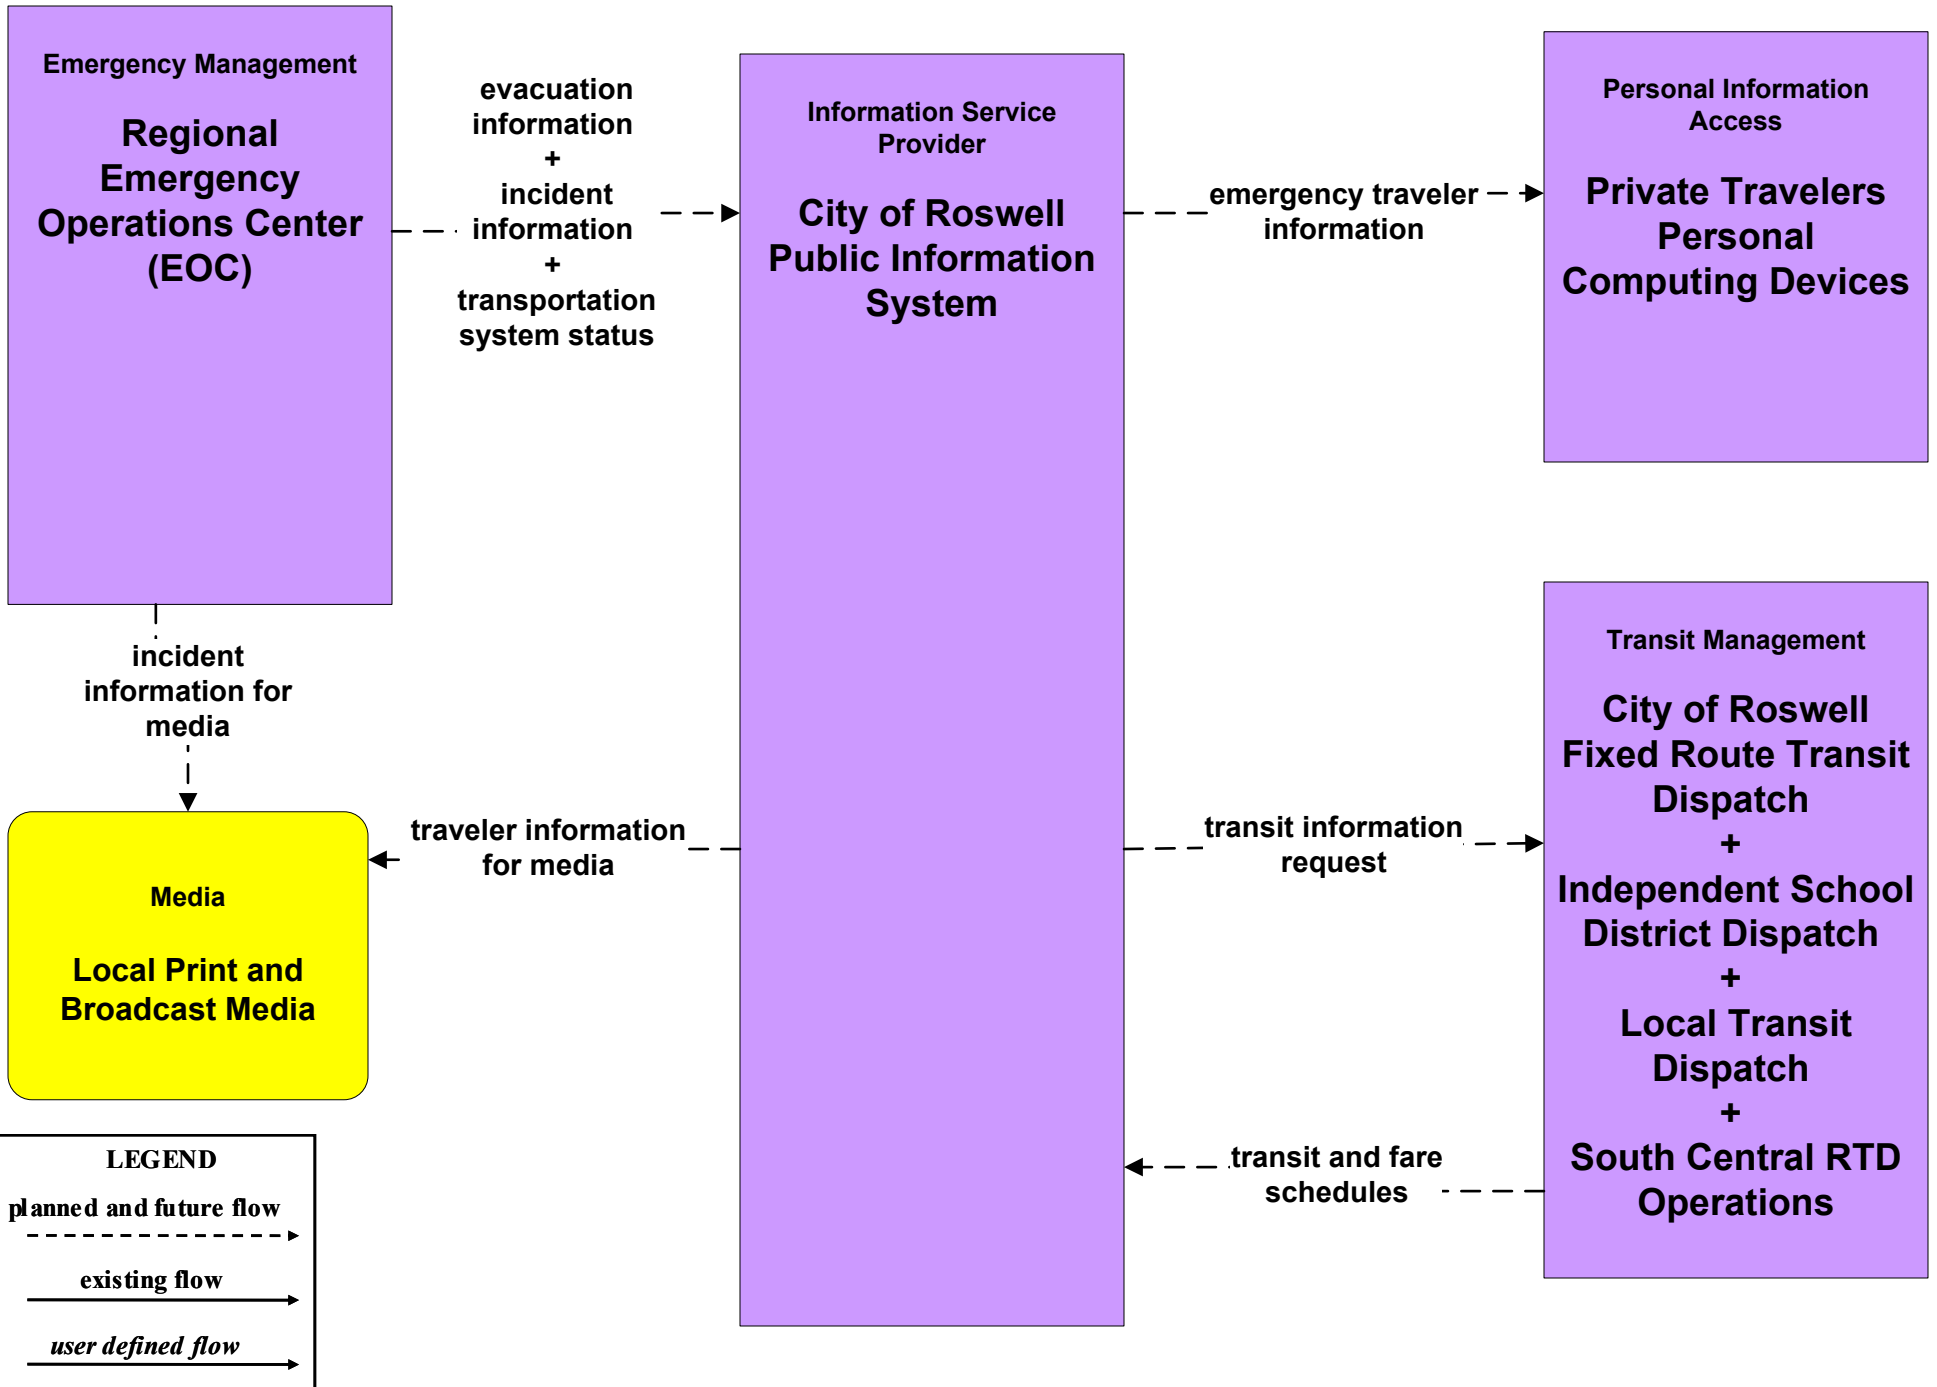 Emergency Management
Regional
Emergency
Operations Center
(EOC)
evacuation
information
+
incident
information
+
transportation
system status
Information Service
Provider
City of Roswell
Public Information
System
emergency traveler
information
Personal Information
Access
Private Travelers
Personal
Computing Devices
incident
information for
media
Media
Local Print and
Broadcast Media
traveler information
for media
transit information
request
transit and fare
schedules
Transit Management
City of Roswell
Fixed Route Transit
Dispatch
+
Independent School
District Dispatch
+
Local Transit
Dispatch
+
South Central RTD
Operations
LEGEND
planned and future flow
existing flow
user defined flow